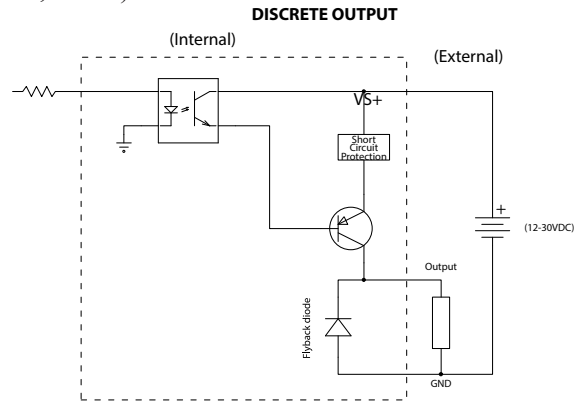 DISCRETE OUTPUT
(Internal)
(External)
VS+
Short
Circuit
Protection
+
(12-30VDC)
Output
Flyback diode
GND